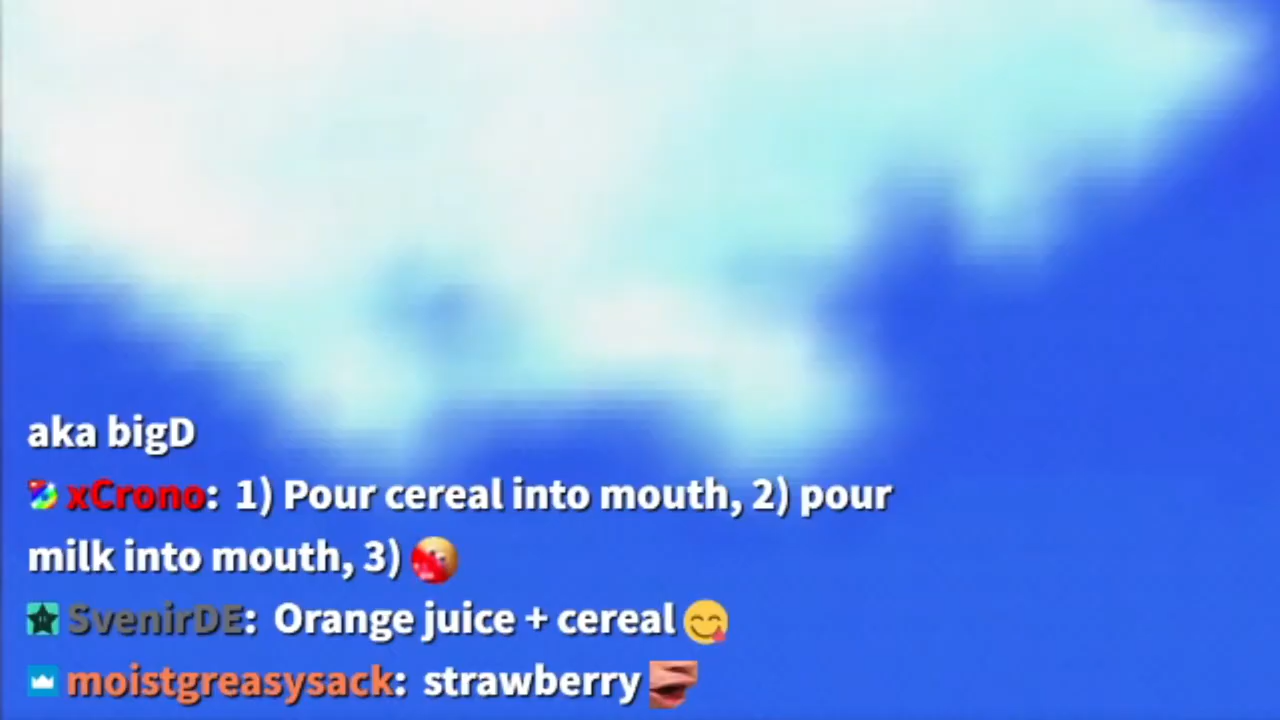 aka bigD
xCrono: 1) Pour cereal into mouth, 2) pour
milk into mouth, 3)
SvenirDE: Orange juice + cereal 😋
moistgreasysack: strawberry